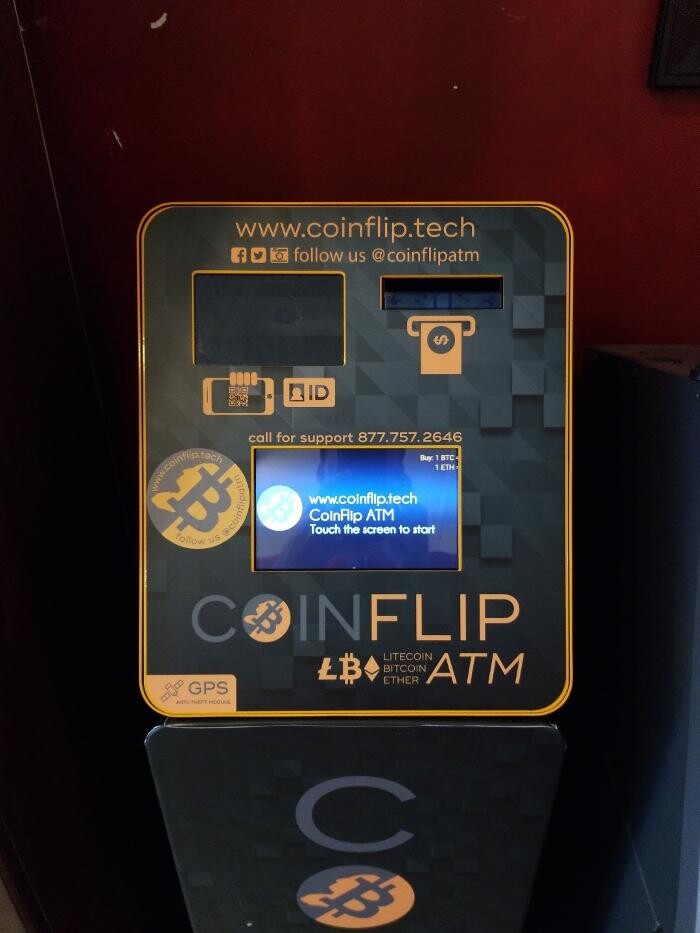 www.coinflip.tech
follow us @coinflipatm
ID
call for support 877.757.2646
www.coinflip.tech
follow us @coinflipatm
Buy: 1 BTC
1 ETH
www.coinflip.tech
CoinFlip ATM
Touch the screen to start
COINFLIP
LITECOIN
BITCOIN
ETHER
ATM
GPS
ANTI-THEFT MODULE
C